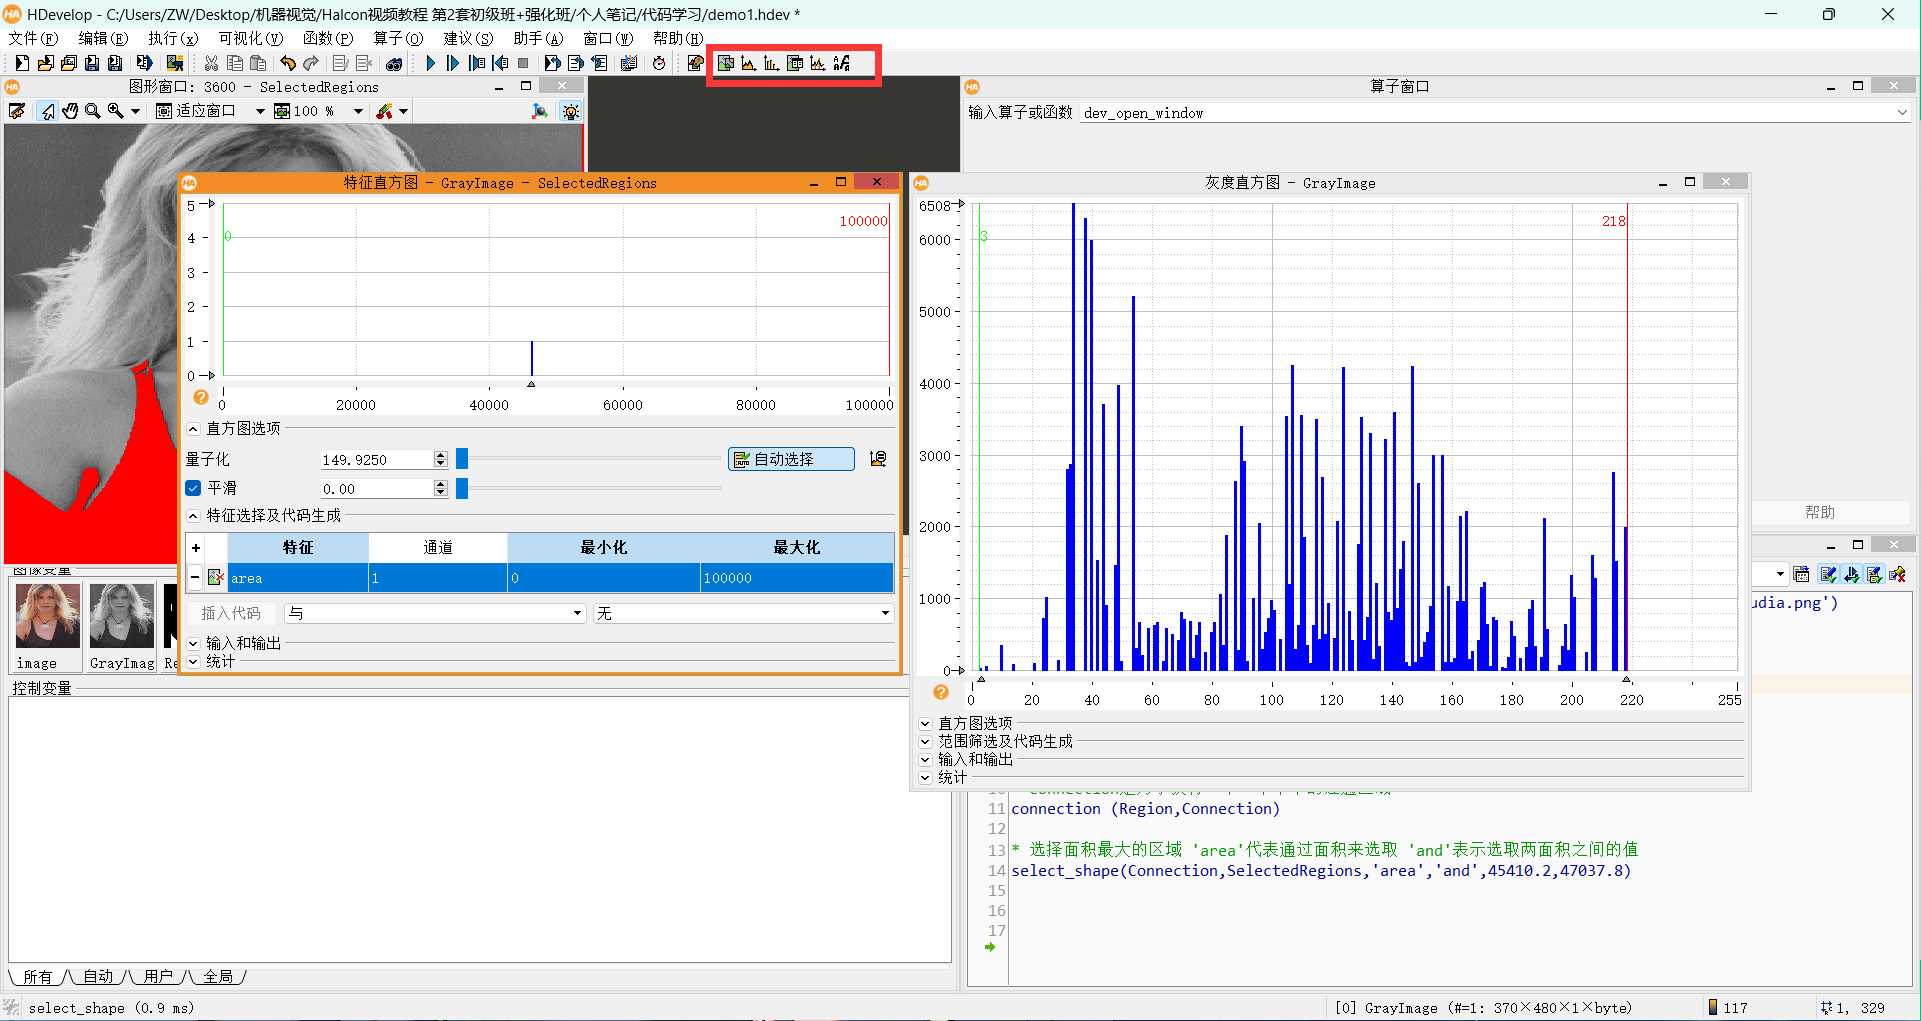 HDevelop - C:/Users/ZW/Desktop/机器视觉/Halcon视频教程 第2套初级班+强化班/个人笔记/代码学习/demo1.hdev *
文件(F) 编辑(E) 执行(x) 可视化(V) 函数(P) 算子(O) 建议(S) 助手(A) 窗口(W) 帮助(H)
图形窗口: 3600 - SelectedRegions
适应窗口 100 %
算子窗口
输入算子或函数 dev_open_window
帮助
特征直方图 - GrayImage - SelectedRegions
5
100000
4
0
3
2
1
0
0 20000 40000 60000 80000 100000
直方图选项
量子化 149.9250 自动选择
平滑 0.00
特征选择及代码生成
+ 特征 通道 最小化 最大化
− area 1 0 100000
插入代码 与 无
输入和输出
统计
灰度直方图 - GrayImage
6508
218
6000
3
5000
4000
3000
2000
1000
0
0 20 40 60 80 100 120 140 160 180 200 220 255
直方图选项
范围筛选及代码生成
输入和输出
统计
图像变量
image GrayImag Re
控制变量
所有 自动 用户 全局
udia.png')
10
11 connection (Region,Connection)
12
13 * 选择面积最大的区域 'area'代表通过面积来选取 'and'表示选取两面积之间的值
14 select_shape(Connection,SelectedRegions,'area','and',45410.2,47037.8)
15
16
17
select_shape (0.9 ms)
[0] GrayImage (#=1: 370×480×1×byte) 117 1, 329